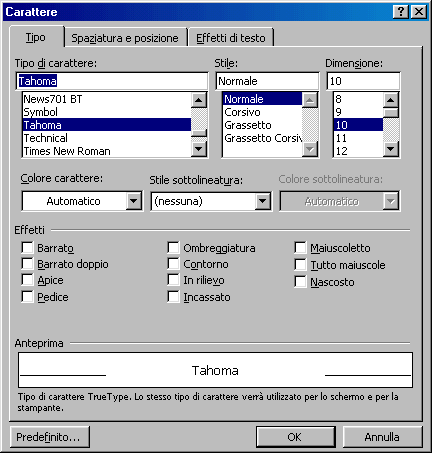 Carattere
Tipo
Spaziatura e posizione
Effetti di testo
Tipo di carattere:
Stile:
Dimensione:
Tahoma
Normale
10
News701 BT
Symbol
Tahoma
Technical
Times New Roman
Normale
Corsivo
Grassetto
Grassetto Corsiv
8
9
10
11
12
Colore carattere:
Stile sottolineatura:
Colore sottolineatura:
Automatico
(nessuna)
Automatico
Effetti
Barrato
Barrato doppio
Apice
Pedice
Ombreggiatura
Contorno
In rilievo
Incassato
Maiuscoletto
Tutto maiuscole
Nascosto
Anteprima
Tahoma
Tipo di carattere TrueType. Lo stesso tipo di carattere verrà utilizzato per lo schermo e per la
stampante.
Predefinito...
OK
Annulla